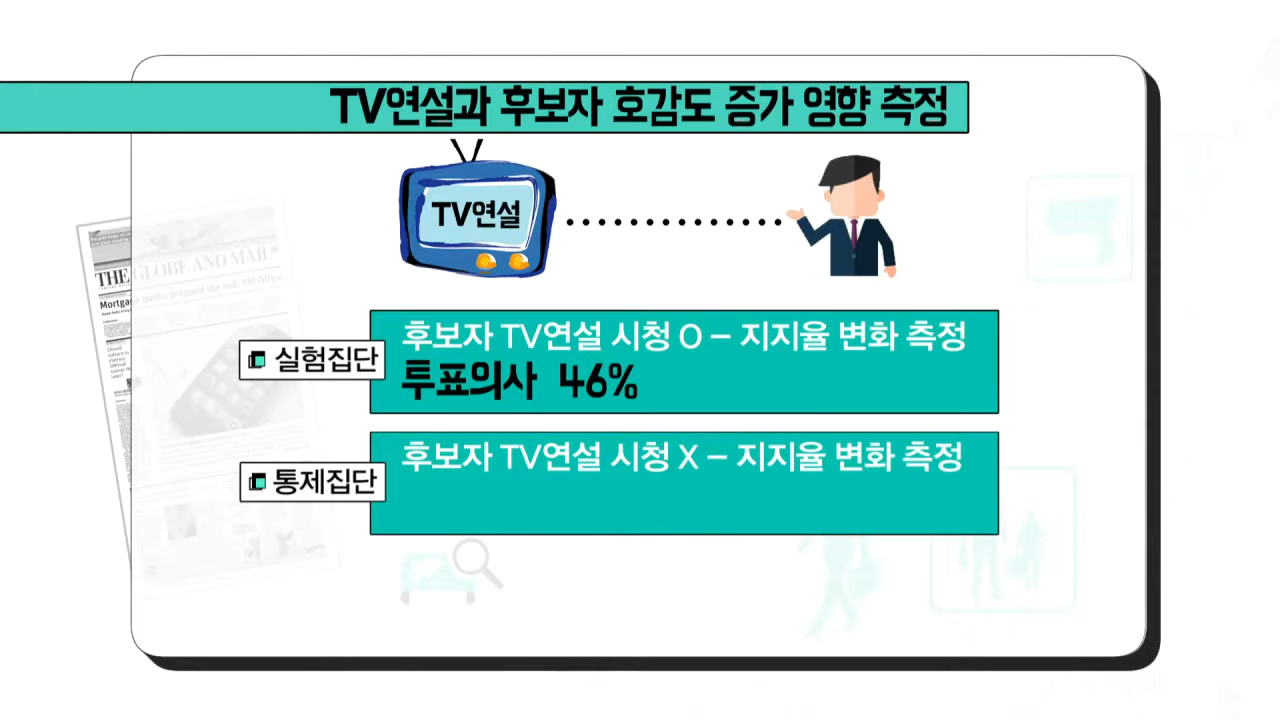 TV연설과 후보자 호감도 증가 영향 측정
TV연설
THE GLOBE AND MAIL
실험집단
후보자 TV연설 시청 O – 지지율 변화 측정
투표의사 46%
통제집단
후보자 TV연설 시청 X – 지지율 변화 측정